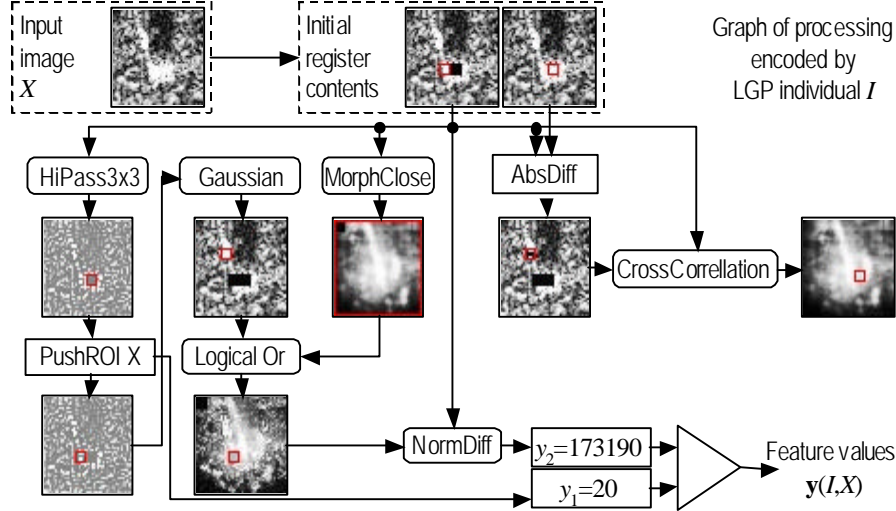 Input
image
X
Initial
register
contents
Graph of processing
encoded by
LGP individual I
HiPass3x3
Gaussian
MorphClose
AbsDiff
CrossCorrellation
PushROI X
Logical Or
NormDiff
y₂=173190
y₁=20
Feature values
y(I,X)